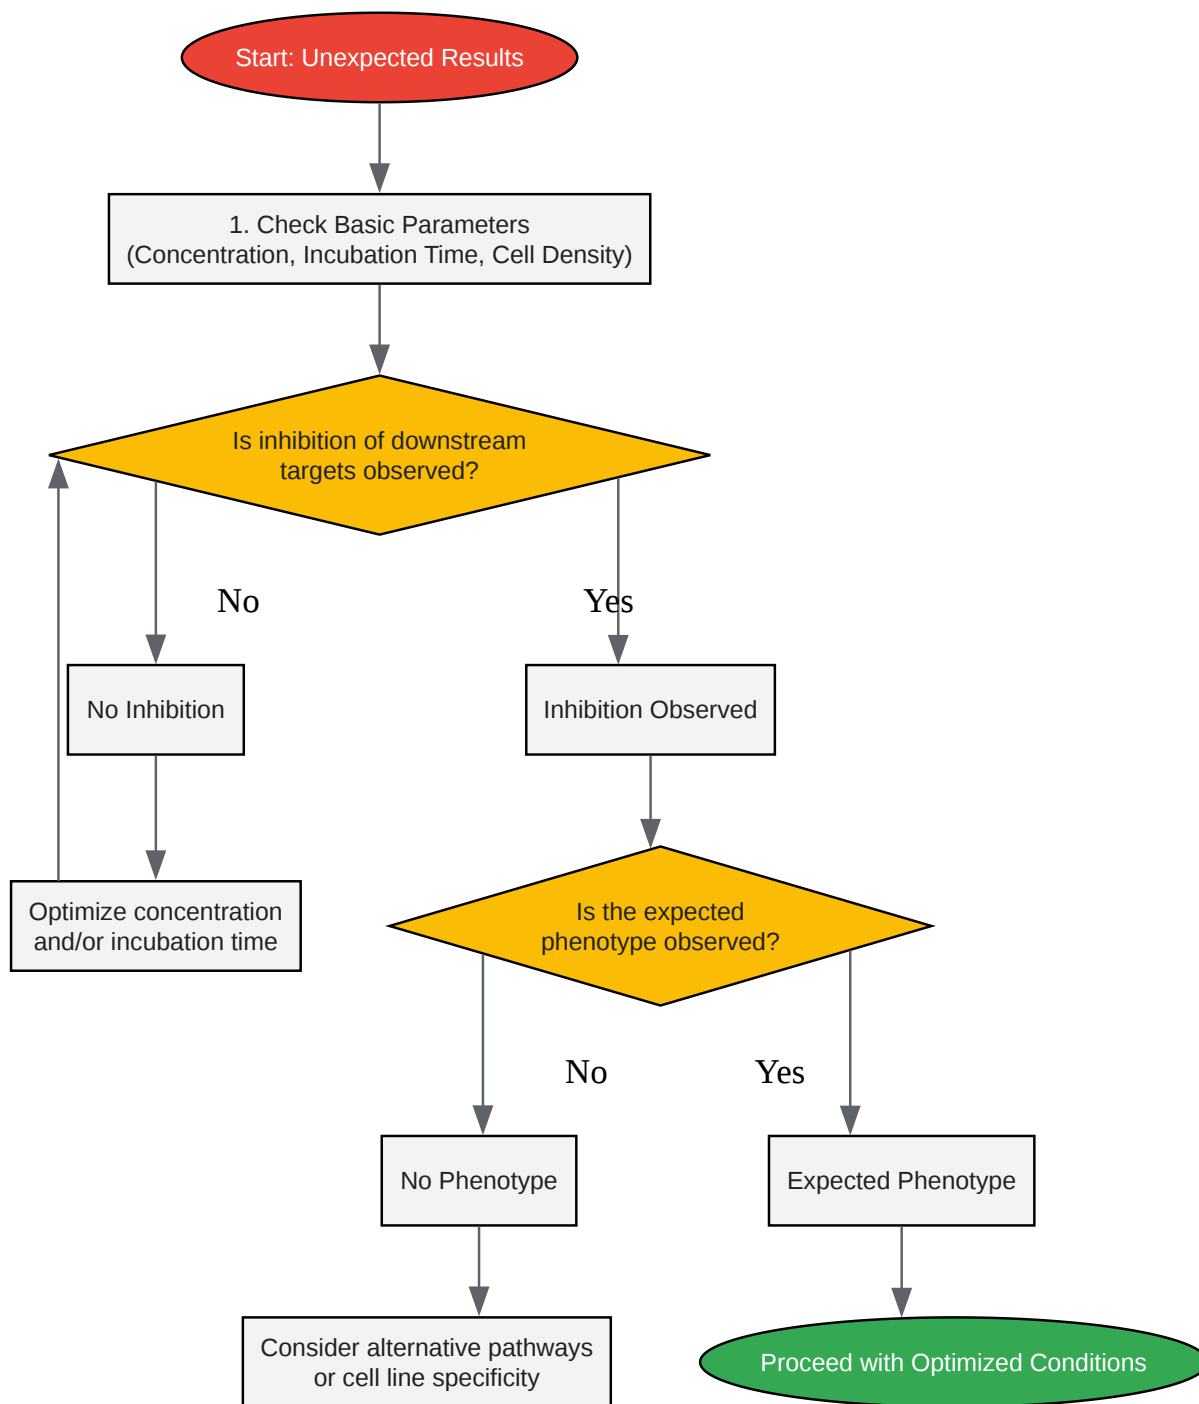 Start: Unexpected Results
1. Check Basic Parameters
(Concentration, Incubation Time, Cell Density)
Is inhibition of downstream
targets observed?
No
Yes
No Inhibition
Inhibition Observed
Optimize concentration
and/or incubation time
Is the expected
phenotype observed?
No
Yes
No Phenotype
Expected Phenotype
Consider alternative pathways
or cell line specificity
Proceed with Optimized Conditions